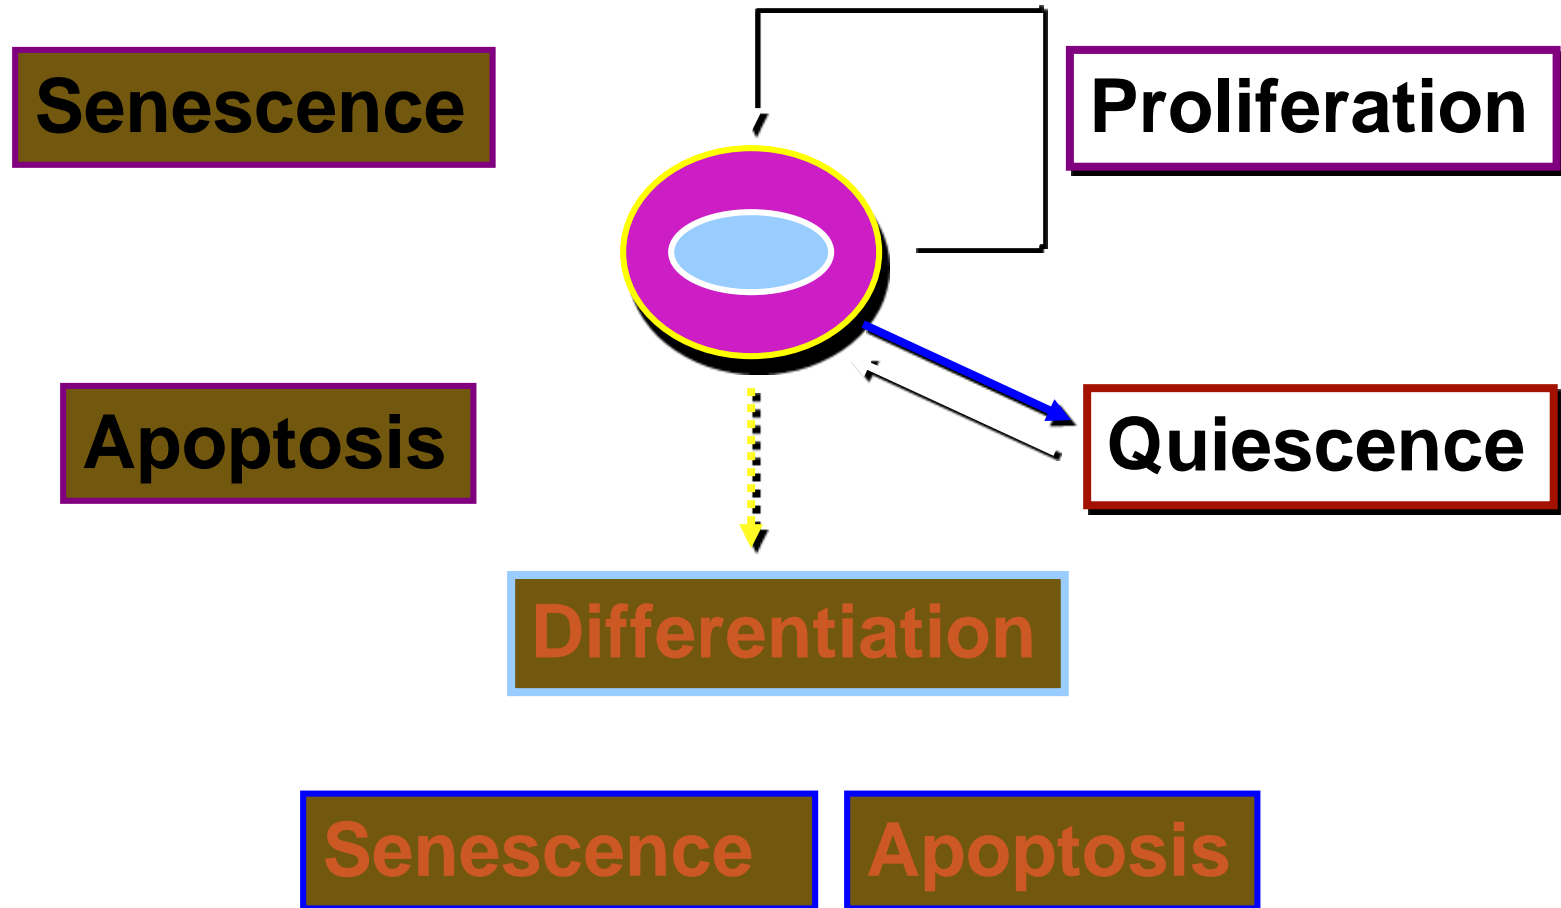 Senescence
Proliferation
Apoptosis
Quiescence
Differentiation
Senescence
Apoptosis